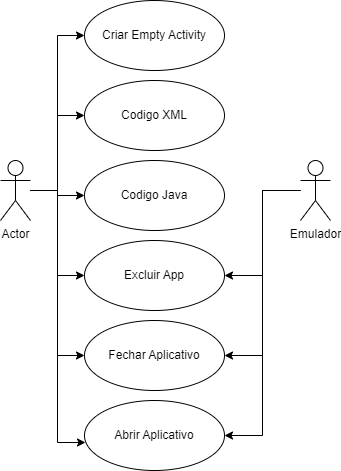 Criar Empty Activity
Codigo XML
Codigo Java
Actor
Emulador
Excluir App
Fechar Aplicativo
Abrir Aplicativo